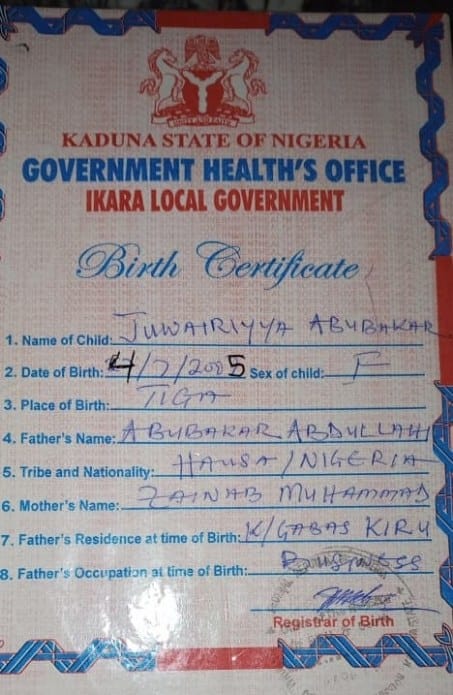 KADUNA STATE OF NIGERIA
GOVERNMENT HEALTH'S OFFICE
IKARA LOCAL GOVERNMENT
Birth Certificate
1. Name of Child: JUWAIRIYYA ABUBAKAR
2. Date of Birth: 4/7/2005 Sex of child: F
3. Place of Birth: TIGA
4. Father's Name: ABUBAKAR ABDULLAHI
5. Tribe and Nationality: HAUSA/NIGERIA
6. Mother's Name: ZAINAB MUHAMMAD
7. Father's Residence at time of Birth: K/GABAS KIRU
8. Father's Occupation at time of Birth: BUSINESS
Registrar of Birth